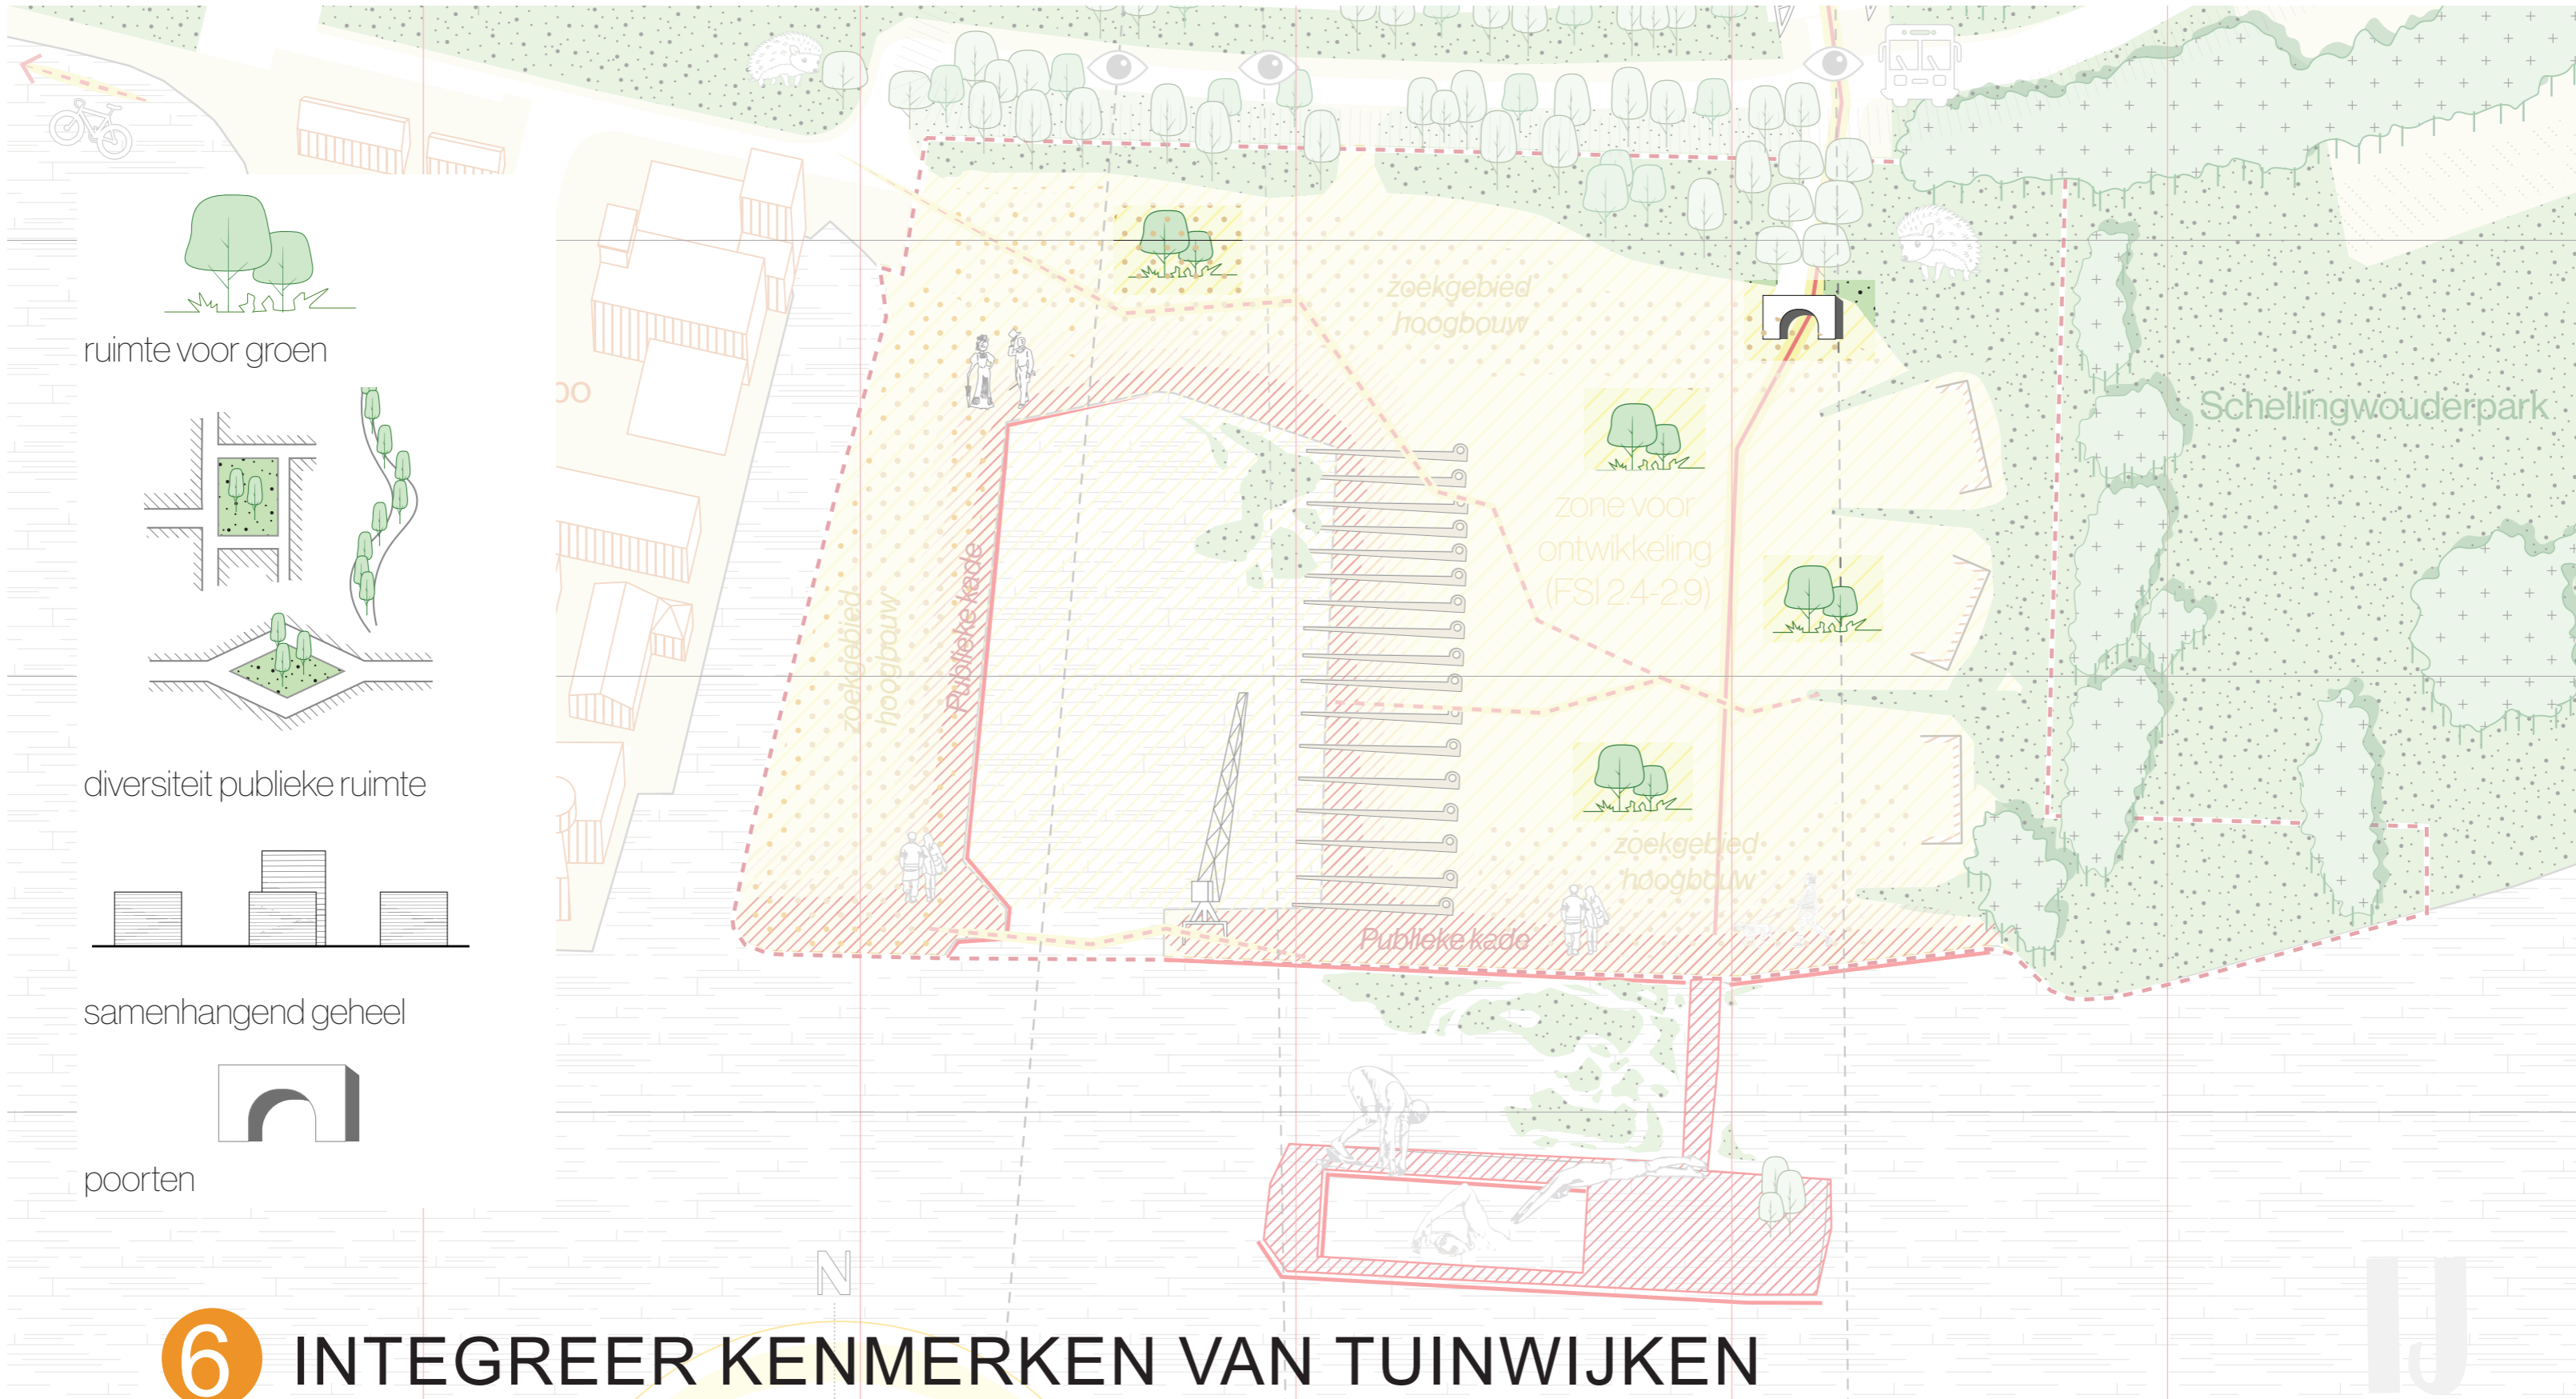 ruimte voor groen
diversiteit publieke ruimte
samenhangend geheel
poorten
zoekgebied
hoogbouw
Schellingwouderpark
zone voor
ontwikkeling
(FSI 2.4-2.9)
zoekgebied
hoogbouw
Publieke kade
zoekgebied
hoogbouw
Publieke kade
N
IJ
6 INTEGREER KENMERKEN VAN TUINWIJKEN